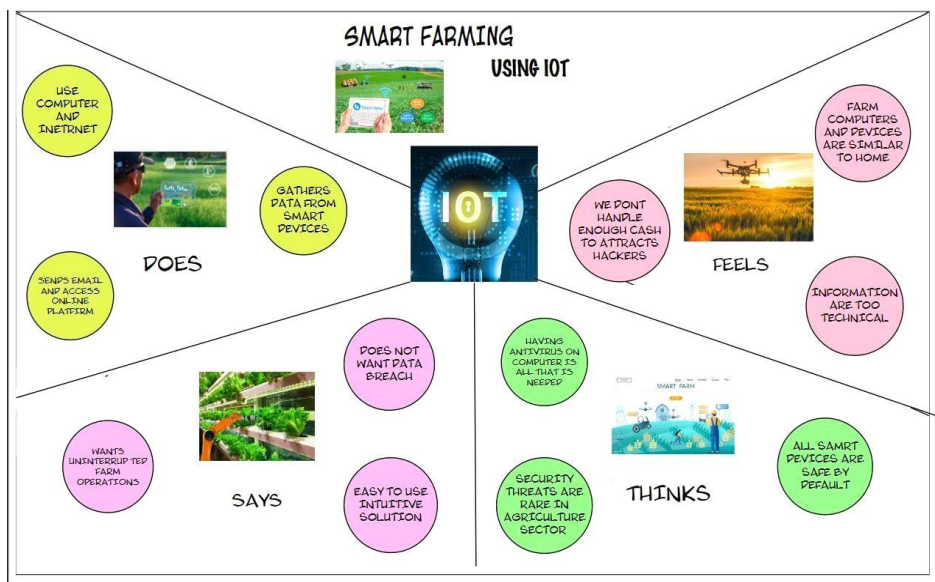 SMART FARMING
USING IOT
USE
COMPUTER
AND
INETRNET
GATHERS
DATA FROM
SMART
DEVICES
SENDS EMAIL
AND ACCESS
ONLINE
PLATFIRM
DOES
IOT
FARM
COMPUTERS
AND DEVICES
ARE SIMILAR
TO HOME
WE DONT
HANDLE
ENOUGH CASH
TO ATTRACTS
HACKERS
INFORMATION
ARE TOO
TECHNICAL
FEELS
DOES NOT
WANT DATA
BREACH
WANTS
UNINTERRUP TED
FARM
OPERATIONS
EASY TO USE
INTUITIVE
SOLUTION
SAYS
HAVING
ANTIVIRUS ON
COMPUTER IS
ALL THAT IS
NEEDED
SMART FARM
SECURITY
THREATS ARE
RARE IN
AGRICULTURE
SECTOR
ALL SAMRT
DEVICES ARE
SAFE BY
DEFAULT
THINKS